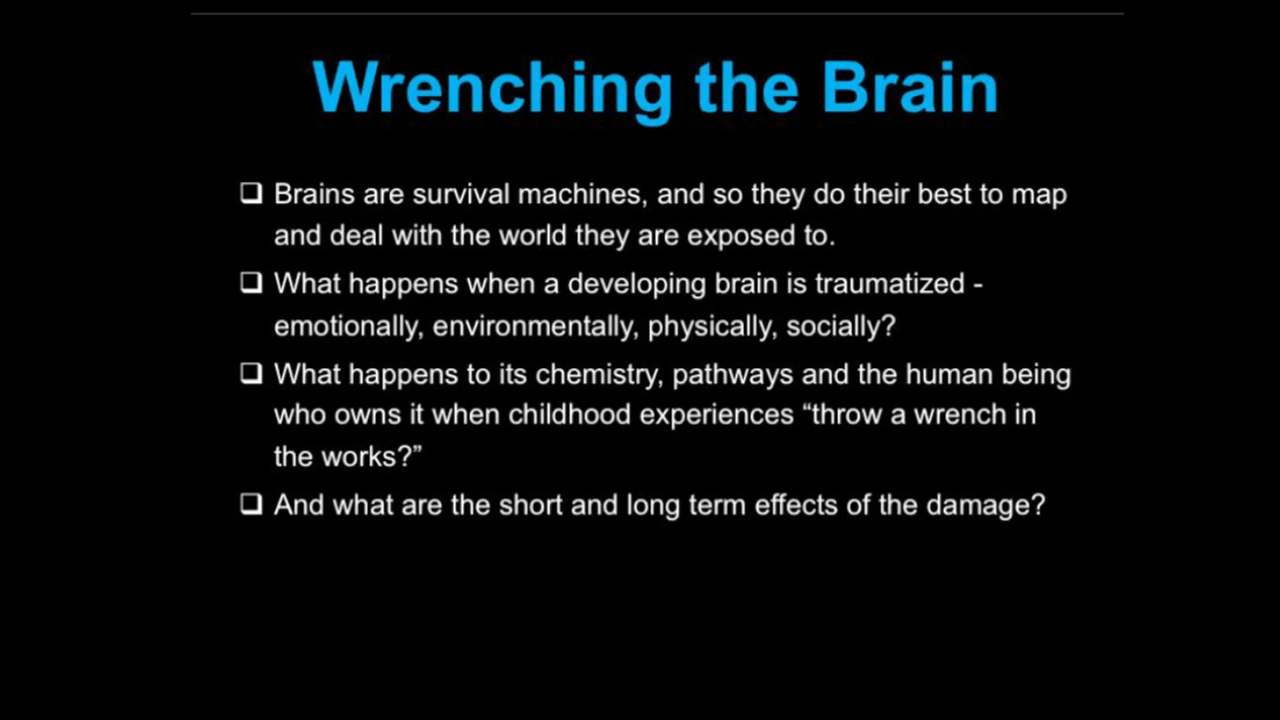 Wrenching the Brain
❑ Brains are survival machines, and so they do their best to map
and deal with the world they are exposed to.
❑ What happens when a developing brain is traumatized -
emotionally, environmentally, physically, socially?
❑ What happens to its chemistry, pathways and the human being
who owns it when childhood experiences “throw a wrench in
the works?”
❑ And what are the short and long term effects of the damage?